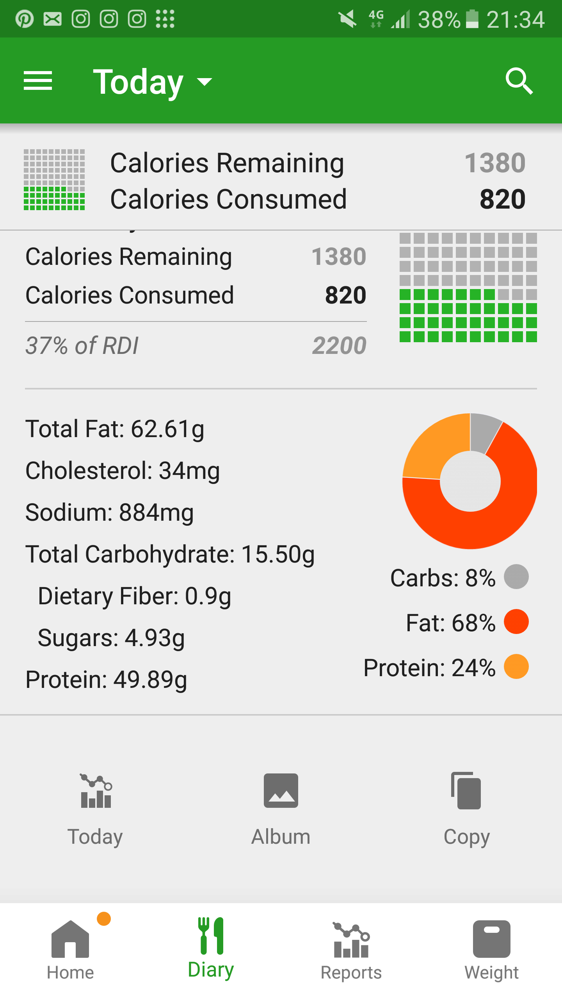 4G 38% 21:34
Today
Calories Remaining 1380
Calories Consumed 820
Calories Remaining 1380
Calories Consumed 820
37% of RDI 2200
Total Fat: 62.61g
Cholesterol: 34mg
Sodium: 884mg
Total Carbohydrate: 15.50g
Dietary Fiber: 0.9g
Sugars: 4.93g
Protein: 49.89g
Carbs: 8%
Fat: 68%
Protein: 24%
Today Album Copy
Home Diary Reports Weight